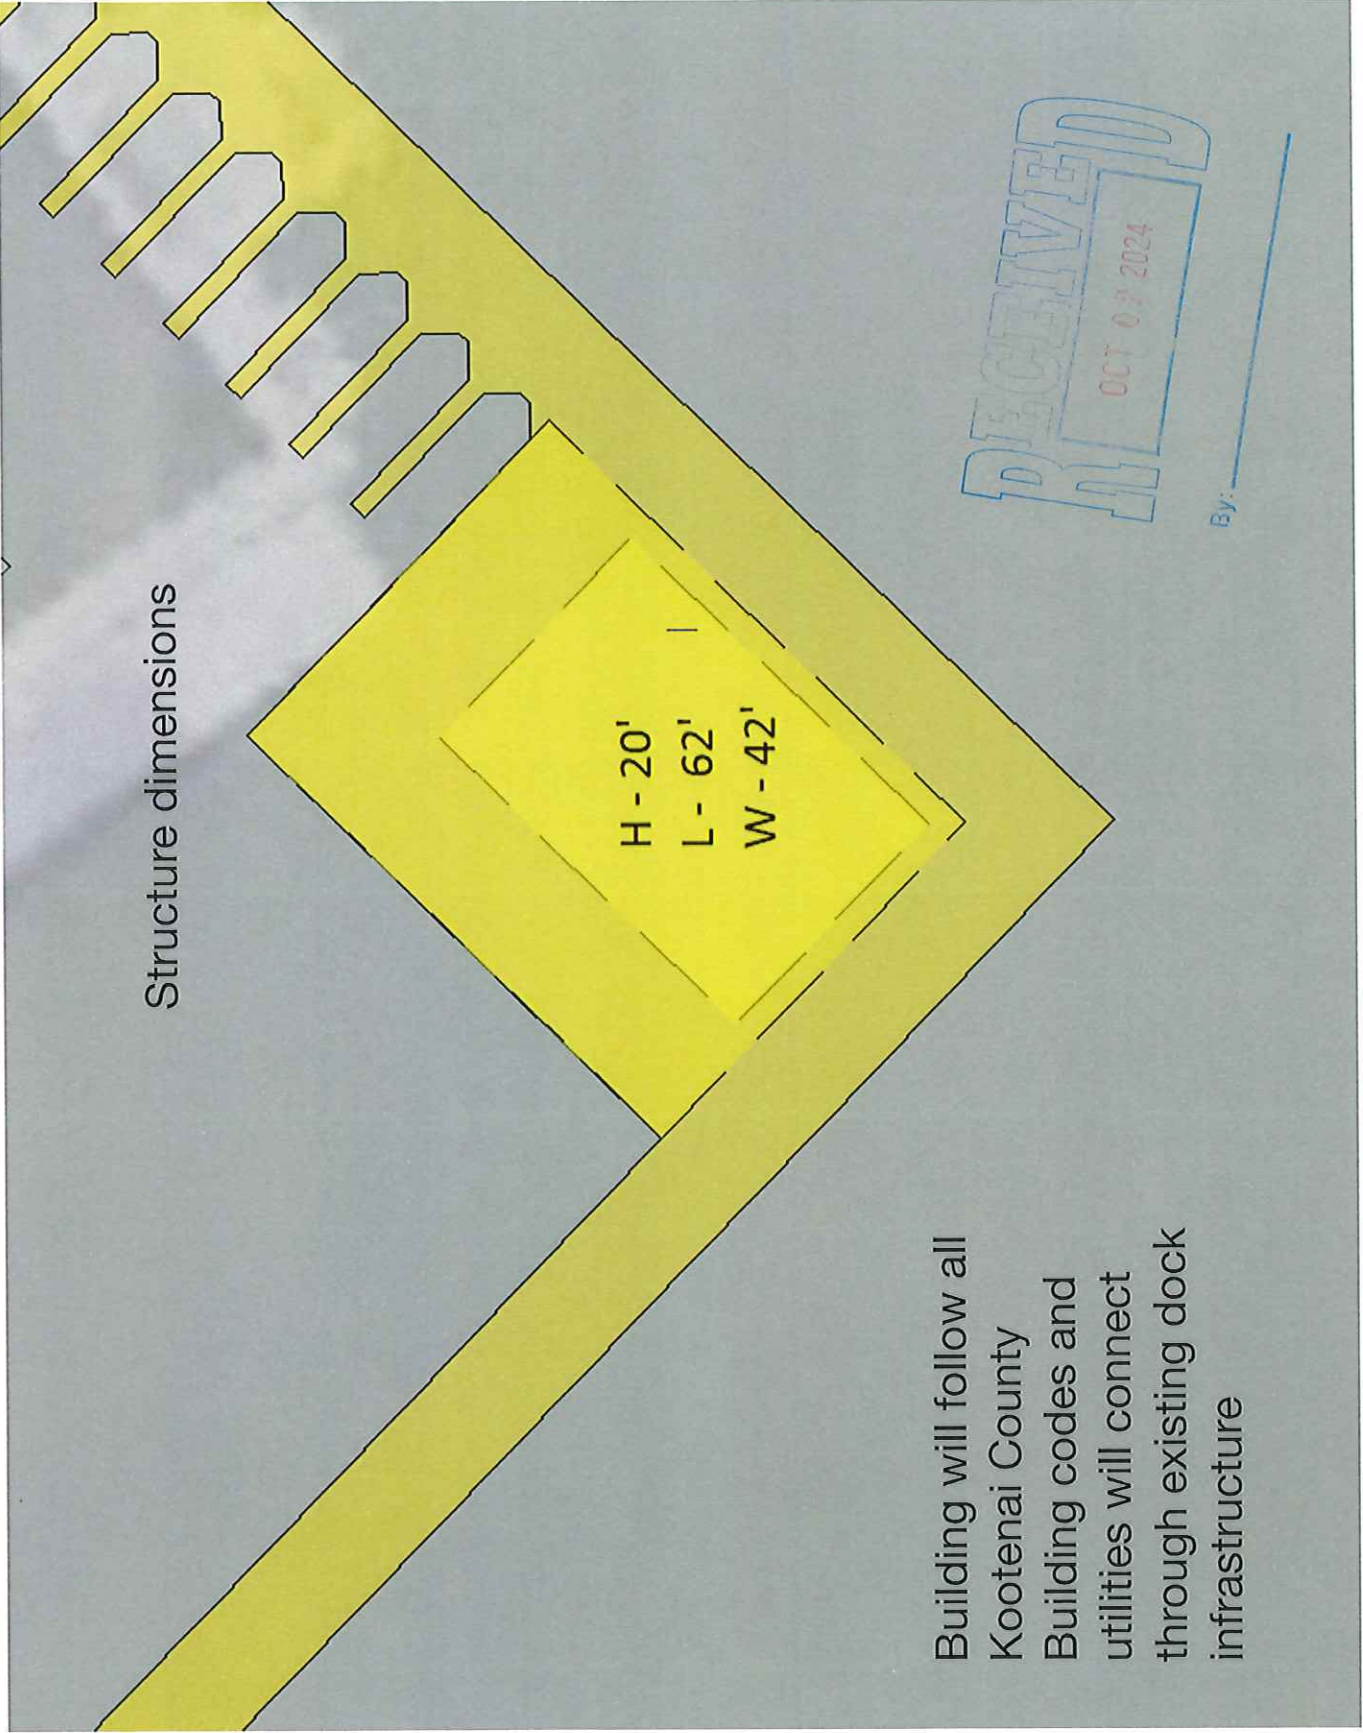 Structure dimensions
H - 20'
L - 62'
W - 42'
Building will follow all
Kootenai County
Building codes and
utilities will connect
through existing dock
infrastructure
RECEIVED
OCT 2024
By: